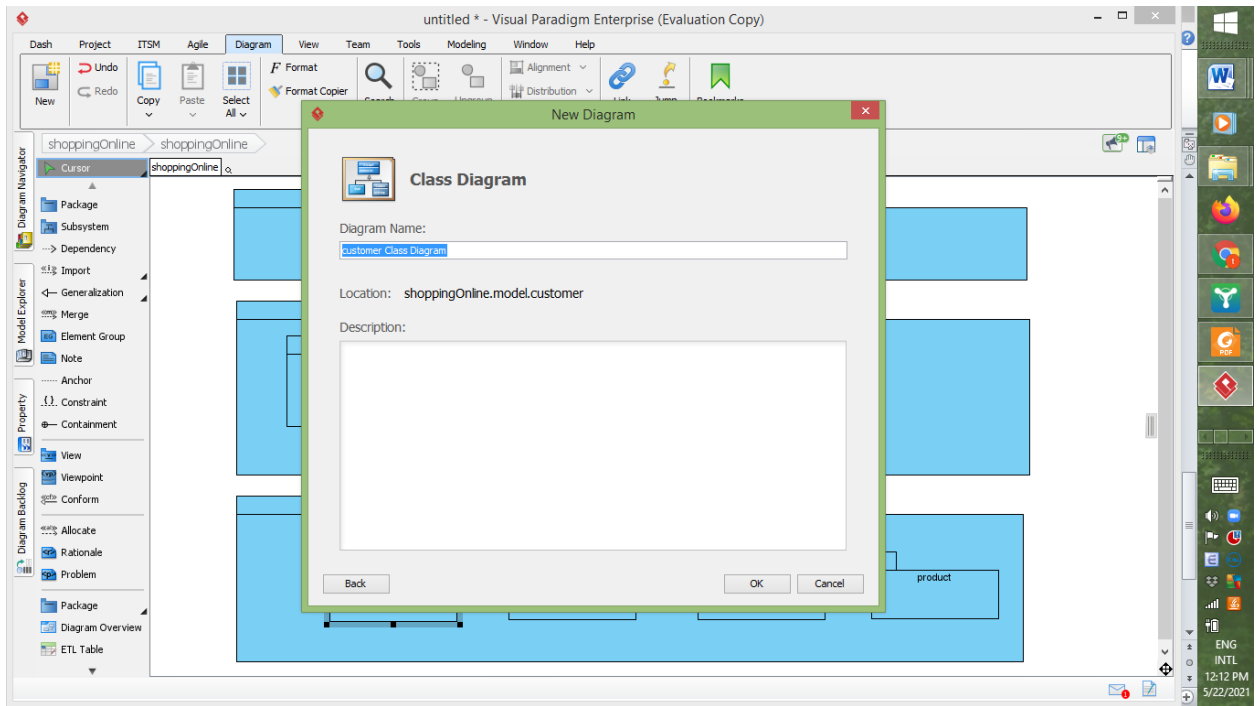 untitled * - Visual Paradigm Enterprise (Evaluation Copy)
Dash Project ITSM Agile Diagram View Team Tools Modeling Window Help
New
Undo
Redo
Copy
Paste
Select All
Format
Format Copier
Alignment
Distribution
New Diagram
shoppingOnline shoppingOnline
Cursor
shoppingOnline
Diagram Navigator
Model Explorer
Property
Diagram Backlog
Package
Subsystem
Dependency
Import
Generalization
Merge
Element Group
Note
Anchor
Constraint
Containment
View
Viewpoint
Conform
Allocate
Rationale
Problem
Package
Diagram Overview
ETL Table
Class Diagram
Diagram Name:
customer Class Diagram
Location: shoppingOnline.model.customer
Description:
Back OK Cancel
product
PDF
ENG
INTL
12:12 PM
5/22/2021